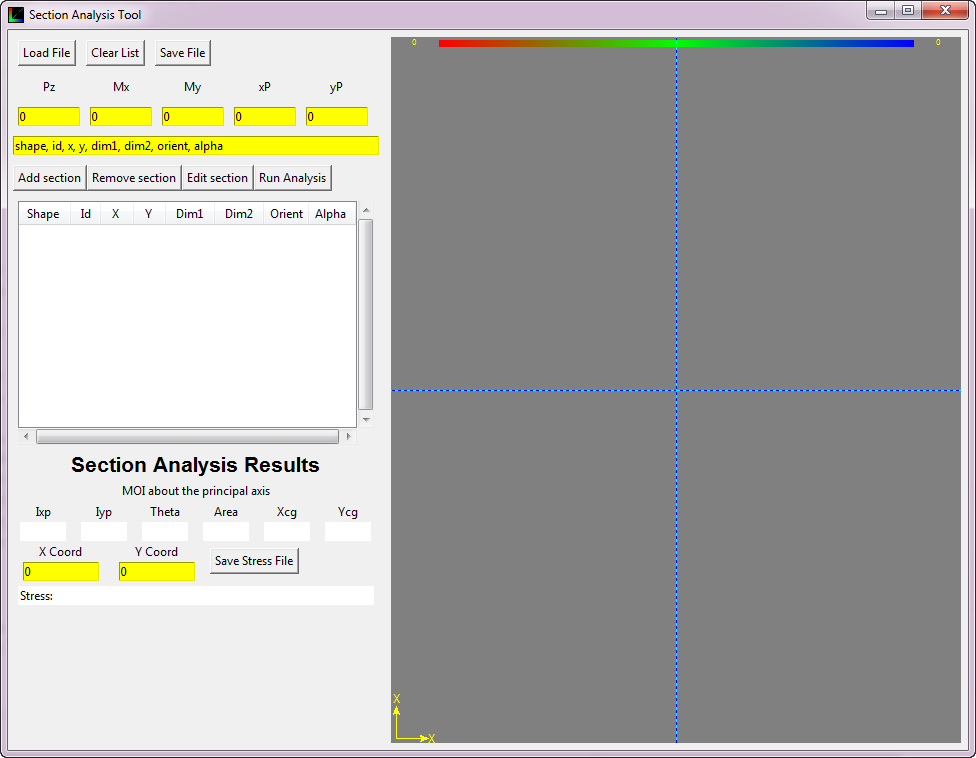 Section Analysis Tool
Load File Clear List Save File
0 0
Pz Mx My xP yP
0 0 0 0 0
shape, id, x, y, dim1, dim2, orient, alpha
Add section Remove section Edit section Run Analysis
Shape Id X Y Dim1 Dim2 Orient Alpha
Section Analysis Results
MOI about the principal axis
Ixp Iyp Theta Area Xcg Ycg
X Coord Y Coord
Save Stress File
0 0
Stress:
X
X